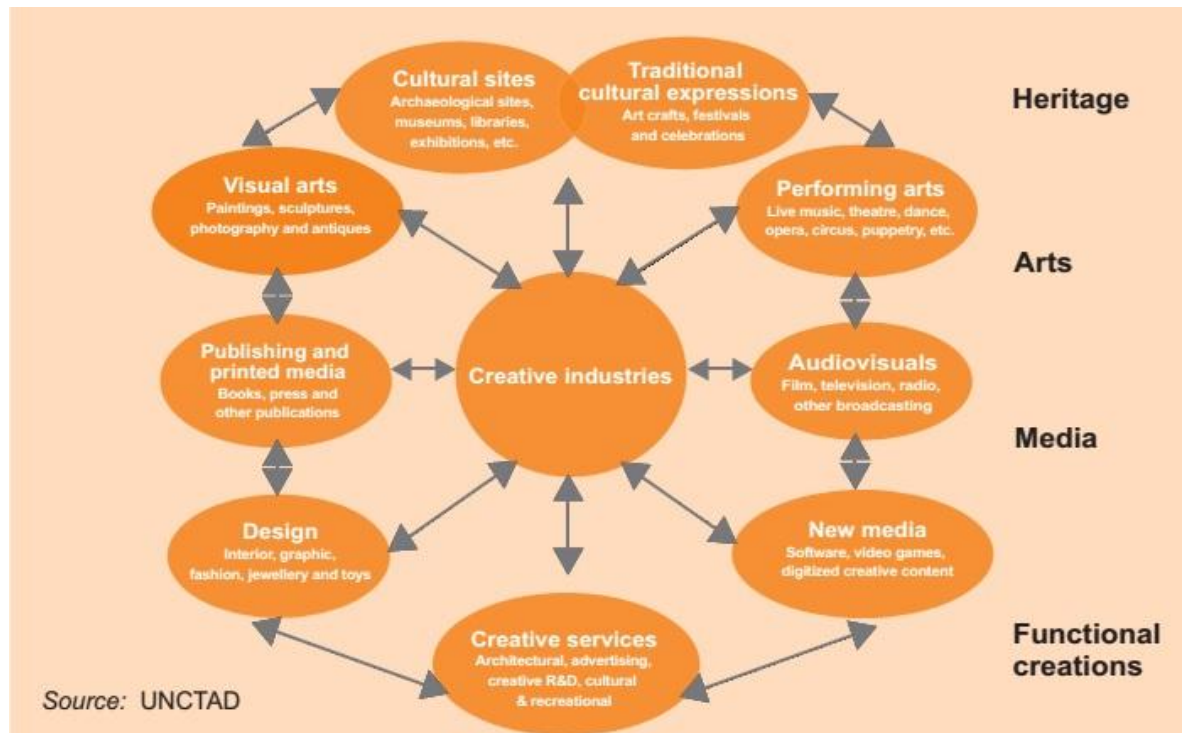 Cultural sites
Archaeological sites,
museums, libraries,
exhibitions, etc.
Traditional
cultural expressions
Art crafts, festivals
and celebrations
Heritage
Visual arts
Paintings, sculptures,
photography and antiques
Performing arts
Live music, theatre, dance,
opera, circus, puppetry, etc.
Arts
Publishing and
printed media
Books, press and
other publications
Creative industries
Audiovisuals
Film, television, radio,
other broadcasting
Media
Design
Interior, graphic,
fashion, jewellery and toys
New media
Software, video games,
digitized creative content
Creative services
Architectural, advertising,
creative R&D, cultural
& recreational
Functional
creations
Source: UNCTAD